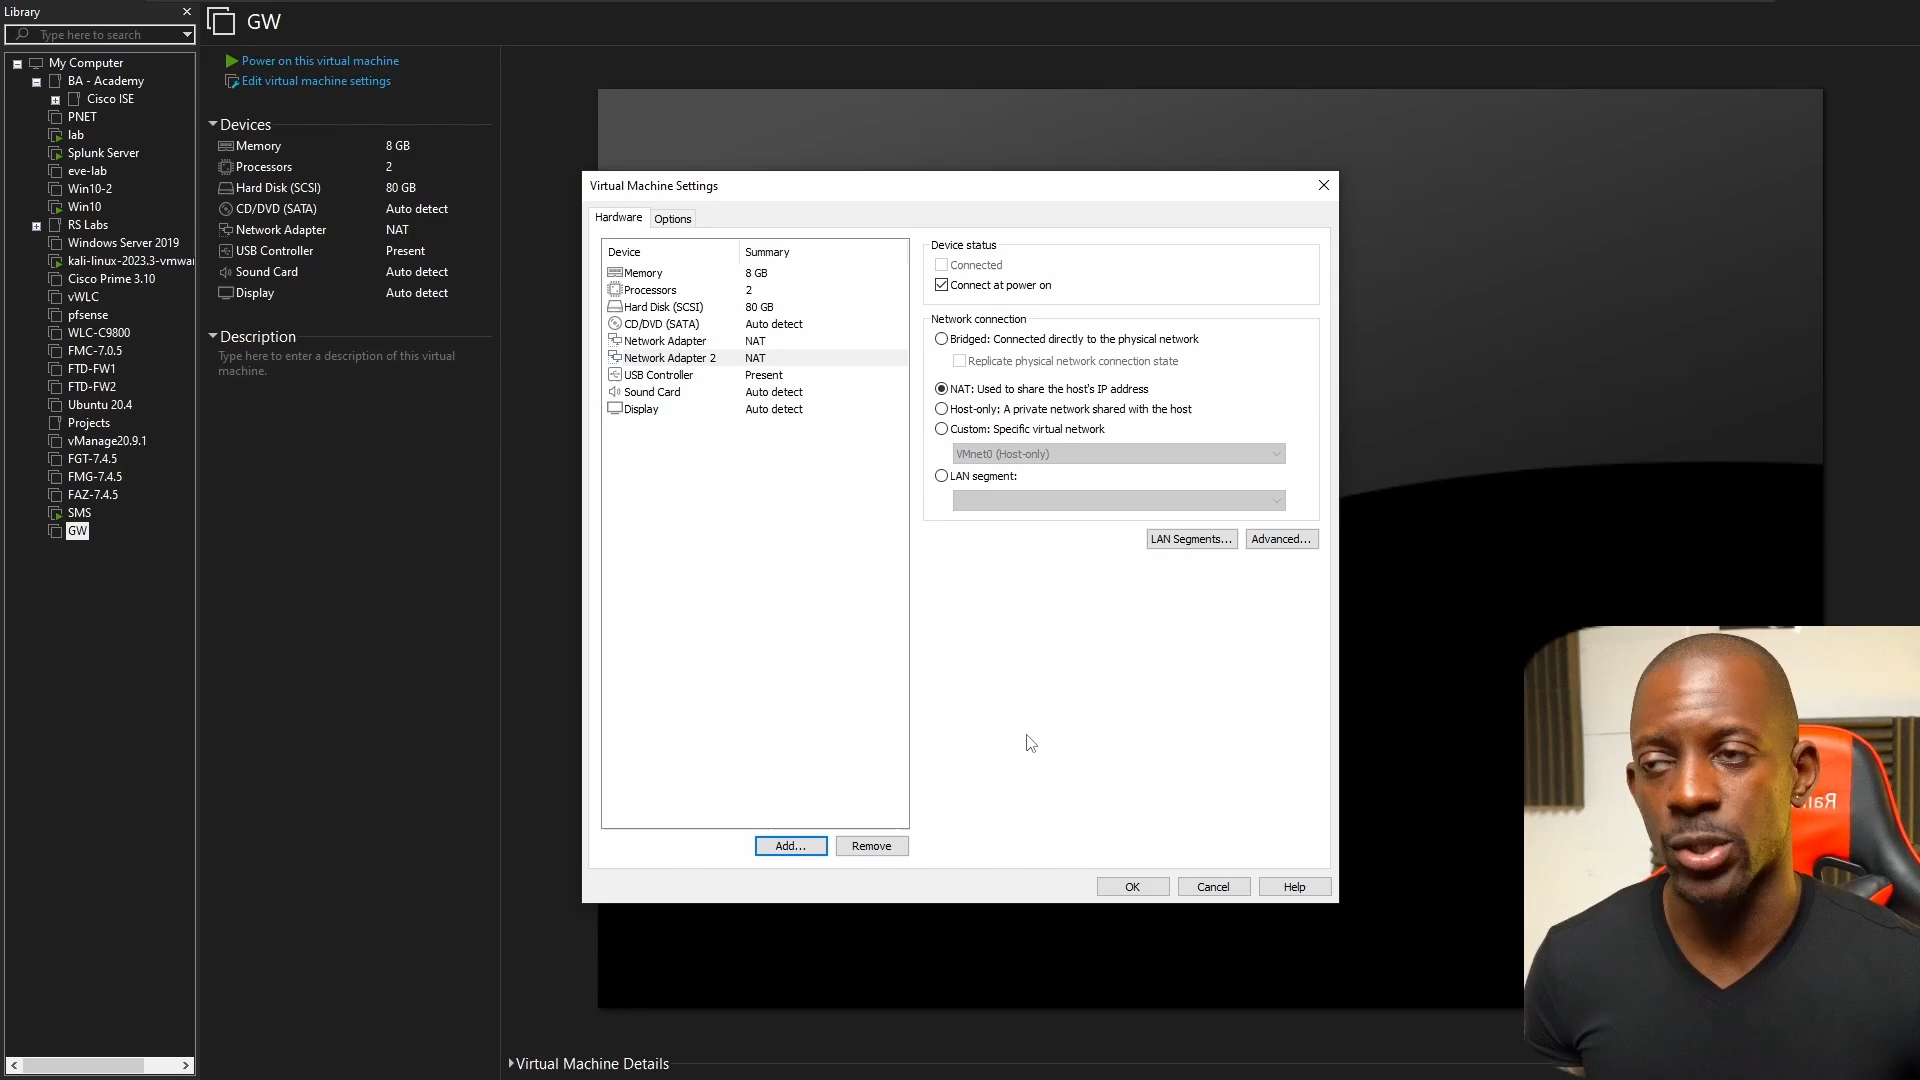 Library
Type here to search
My Computer
BA - Academy
Cisco ISE
PNET
lab
Splunk Server
eve-lab
Win10-2
Win10
RS Labs
Windows Server 2019
kali-linux-2023.3-vmwar
Cisco Prime 3.10
vWLC
pfsense
WLC-C9800
FMC-7.0.5
FTD-FW1
FTD-FW2
Ubuntu 20.4
Projects
vManage20.9.1
FGT-7.4.5
FMG-7.4.5
FAZ-7.4.5
SMS
GW
GW
Power on this virtual machine
Edit virtual machine settings
Devices
Memory 8 GB
Processors 2
Hard Disk (SCSI) 80 GB
CD/DVD (SATA) Auto detect
Network Adapter NAT
USB Controller Present
Sound Card Auto detect
Display Auto detect
Description
Type here to enter a description of this virtual
machine.
Virtual Machine Settings
Hardware Options
Device Summary
Memory 8 GB
Processors 2
Hard Disk (SCSI) 80 GB
CD/DVD (SATA) Auto detect
Network Adapter NAT
Network Adapter 2 NAT
USB Controller Present
Sound Card Auto detect
Display Auto detect
Add... Remove
Device status
Connected
Connect at power on
Network connection
Bridged: Connected directly to the physical network
Replicate physical network connection state
NAT: Used to share the host's IP address
Host-only: A private network shared with the host
Custom: Specific virtual network
VMnet0 (Host-only)
LAN segment:
LAN Segments... Advanced...
OK Cancel Help
Virtual Machine Details